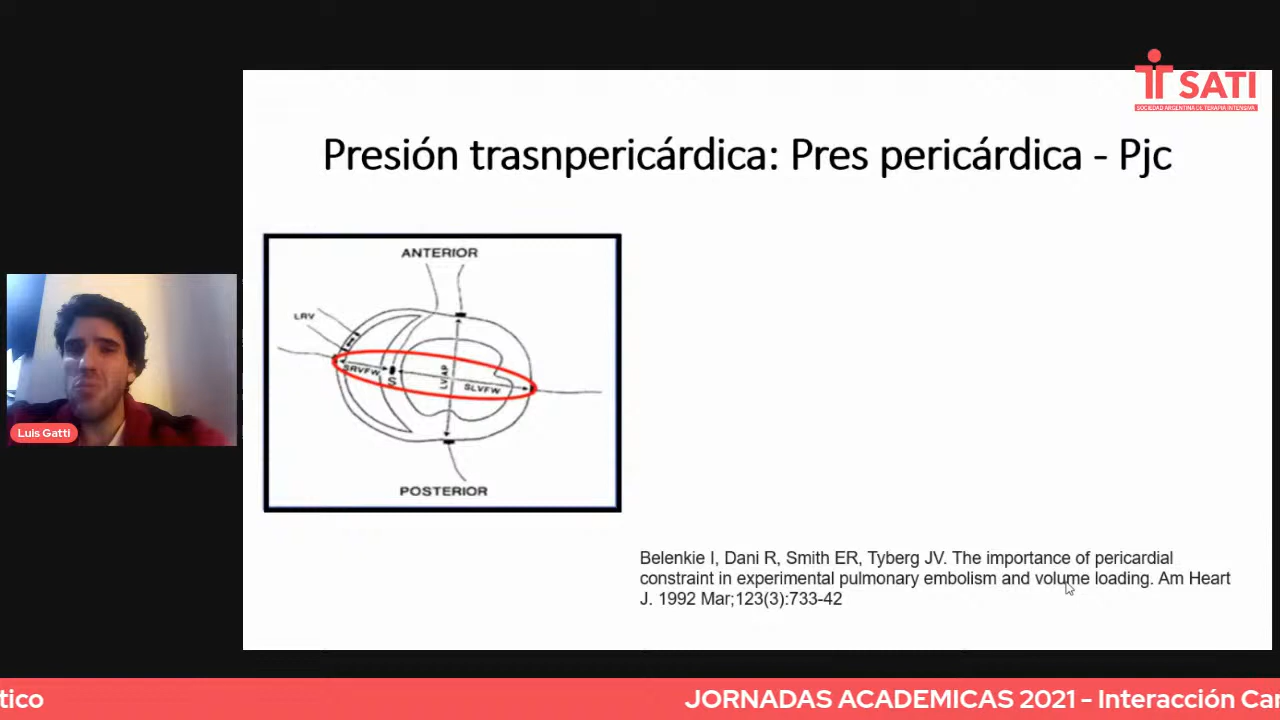 SATI
SOCIEDAD ARGENTINA DE TERAPIA INTENSIVA
Presión trasnpericárdica: Pres pericárdica - Pjc
ANTERIOR
LRV
SRVFW
S
LVAP
SLVFW
POSTERIOR
Luis Gatti
Belenkie I, Dani R, Smith ER, Tyberg JV. The importance of pericardial
constraint in experimental pulmonary embolism and volume loading. Am Heart
J. 1992 Mar;123(3):733-42
tico
JORNADAS ACADEMICAS 2021 - Interacción Car